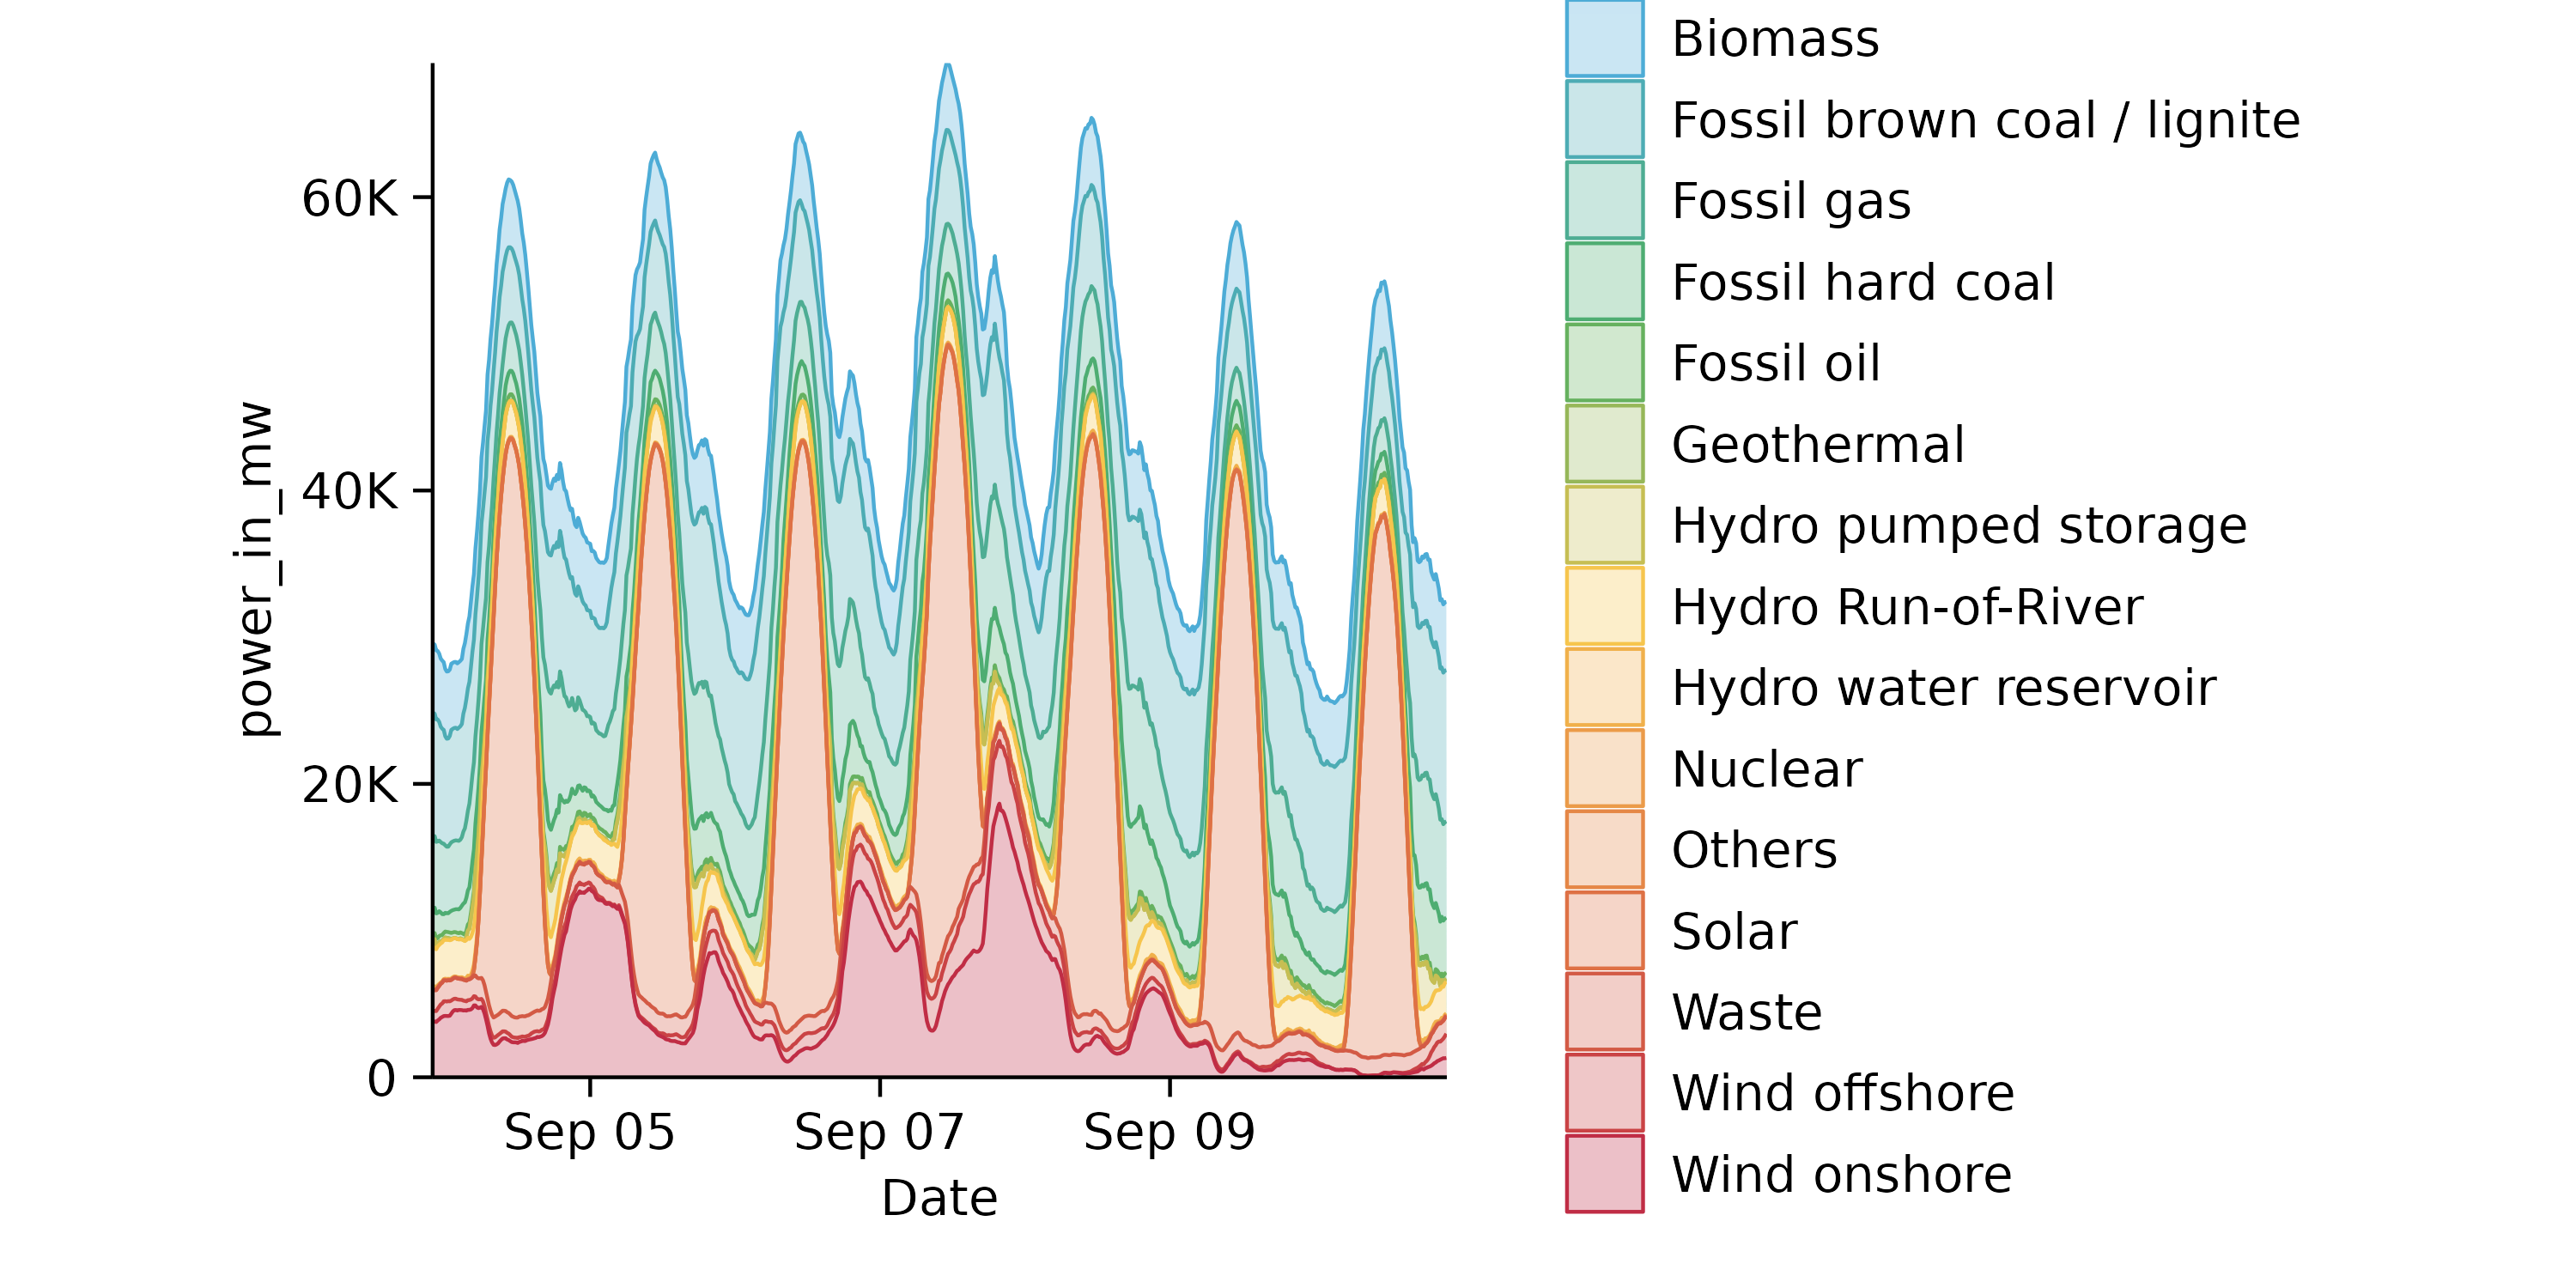 power_in_mw
60K
40K
20K
0
Sep 05
Sep 07
Sep 09
Date
Biomass
Fossil brown coal / lignite
Fossil gas
Fossil hard coal
Fossil oil
Geothermal
Hydro pumped storage
Hydro Run-of-River
Hydro water reservoir
Nuclear
Others
Solar
Waste
Wind offshore
Wind onshore